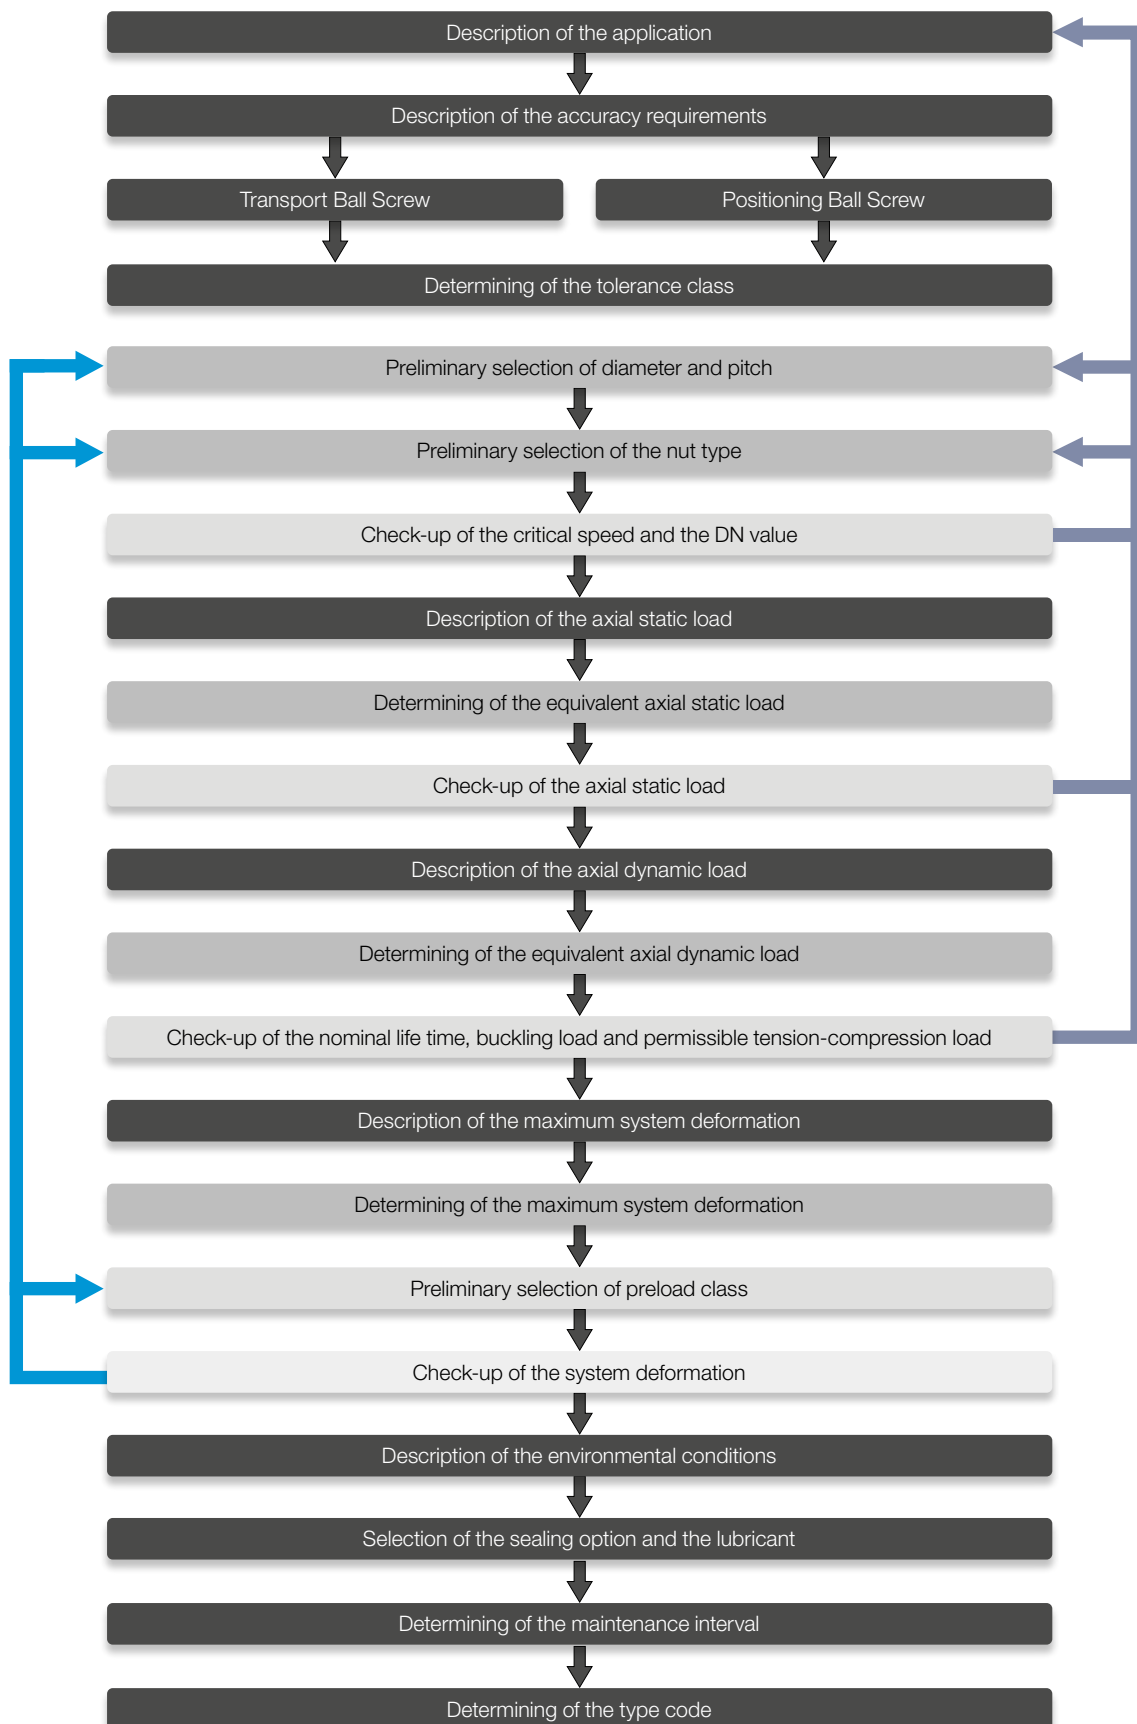 Description of the application
Description of the accuracy requirements
Transport Ball Screw
Positioning Ball Screw
Determining of the tolerance class
Preliminary selection of diameter and pitch
Preliminary selection of the nut type
Check-up of the critical speed and the DN value
Description of the axial static load
Determining of the equivalent axial static load
Check-up of the axial static load
Description of the axial dynamic load
Determining of the equivalent axial dynamic load
Check-up of the nominal life time, buckling load and permissible tension-compression load
Description of the maximum system deformation
Determining of the maximum system deformation
Preliminary selection of preload class
Check-up of the system deformation
Description of the environmental conditions
Selection of the sealing option and the lubricant
Determining of the maintenance interval
Determining of the type code